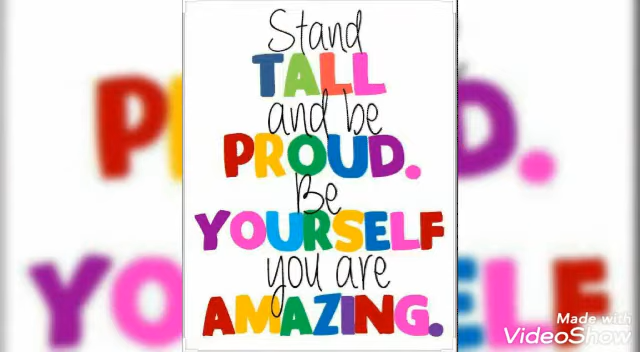 Stand
TALL
and be
PROUD.
Be
YOURSELF
you are
AMAZING.
Made with
VideoShow